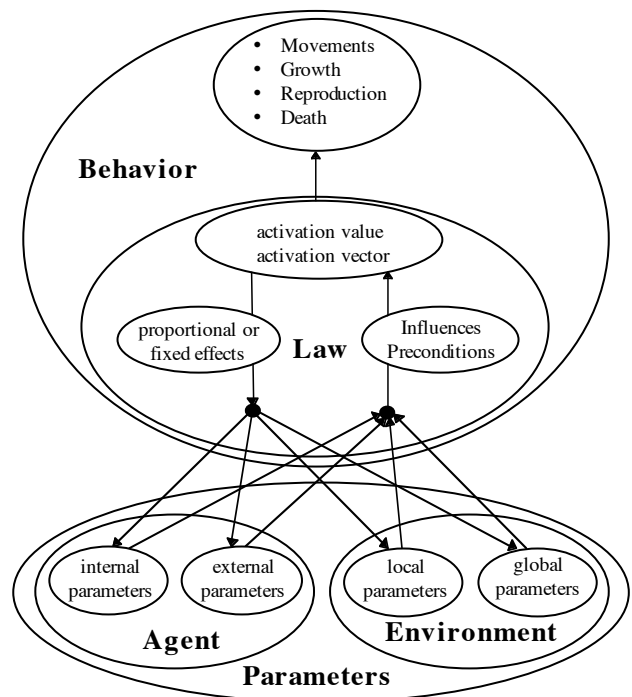 • Movements
• Growth
• Reproduction
• Death
Behavior
activation value
activation vector
proportional or
fixed effects
Law
Influences
Preconditions
internal
parameters
external
parameters
local
parameters
global
parameters
Agent
Environment
Parameters